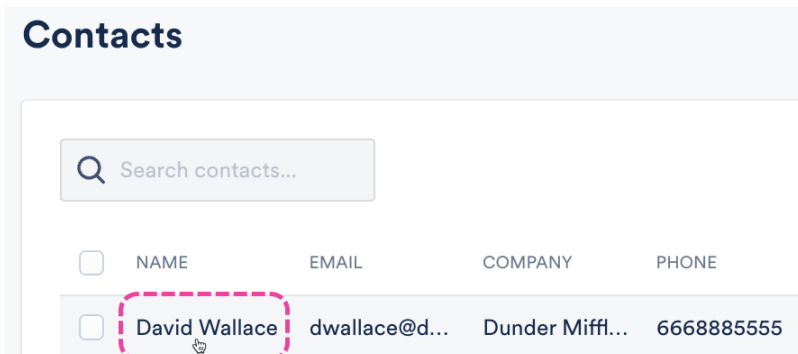 Contacts
Search contacts...
NAME EMAIL COMPANY PHONE
David Wallace dwallace@d... Dunder Miffl... 6668885555